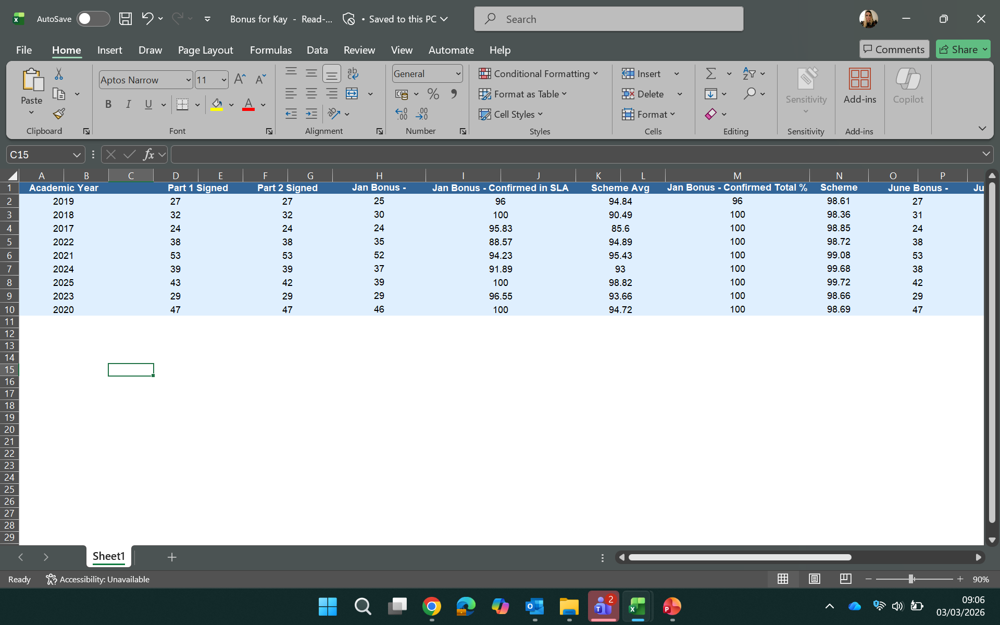 AutoSave Bonus for Kay - Read-... • Saved to this PC Search
File Home Insert Draw Page Layout Formulas Data Review View Automate Help Comments Share
Paste Aptos Narrow 11 General Conditional Formatting Format as Table Cell Styles Insert Delete Format Sensitivity Add-ins Copilot
Clipboard Font Alignment Number Styles Cells Editing Sensitivity Add-ins
C15 fx
A B C D E F G H I J K L M N O P
1 Academic Year Part 1 Signed Part 2 Signed Jan Bonus - Jan Bonus - Confirmed in SLA Scheme Avg Jan Bonus - Confirmed Total % Scheme June Bonus - Ju
2 2019 27 27 25 96 94.84 96 98.61 27
3 2018 32 32 30 100 90.49 100 98.36 31
4 2017 24 24 24 95.83 85.6 100 98.85 24
5 2022 38 38 35 88.57 94.89 100 98.72 38
6 2021 53 53 52 94.23 95.43 100 99.08 53
7 2024 39 39 37 91.89 93 100 99.68 38
8 2025 43 42 39 100 98.82 100 99.72 42
9 2023 29 29 29 96.55 93.66 100 98.66 29
10 2020 47 47 46 100 94.72 100 98.69 47
11
12
13
14
15
16
17
18
19
20
21
22
23
24
25
26
27
28
29
Sheet1
Ready Accessibility: Unavailable 90%
2 09:06
03/03/2026